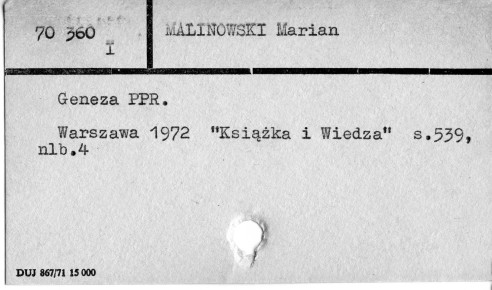 70 360
I
MALINOWSKI Marian
Geneza PPR.
Warszawa 1972 "Książka i Wiedza" s.539,
nlb.4
DUJ 867/71 15 000